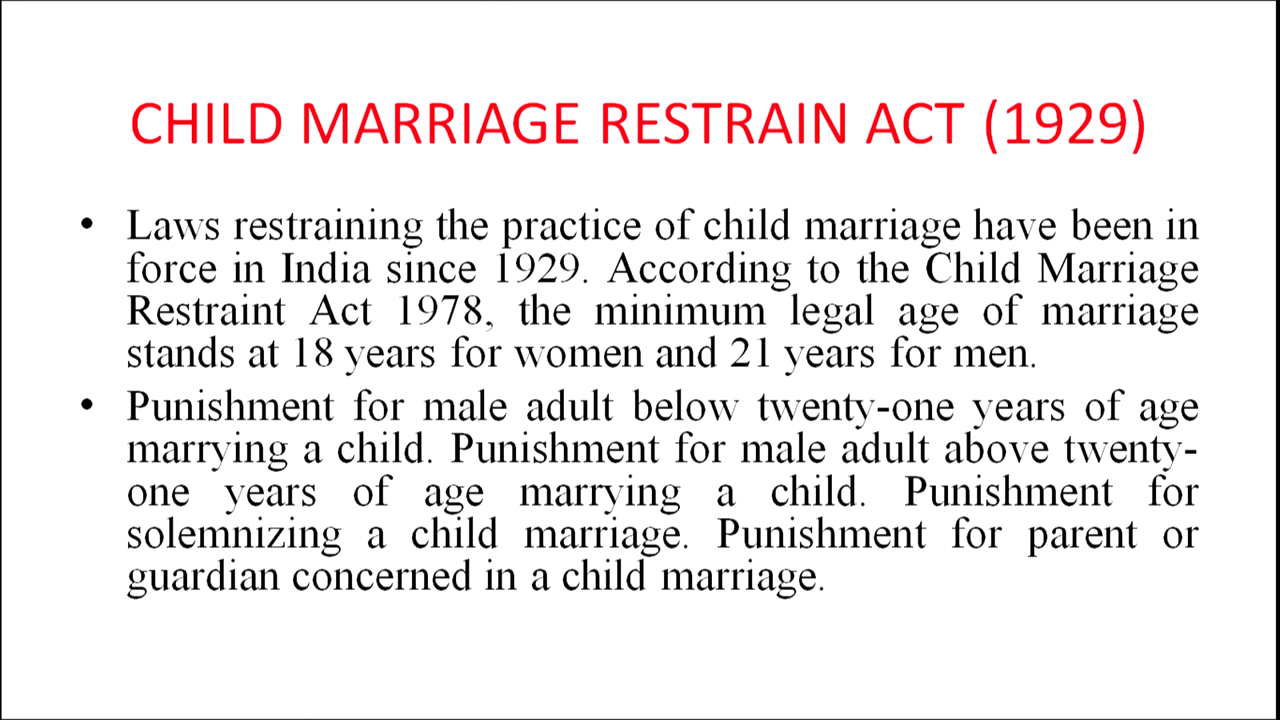 CHILD MARRIAGE RESTRAIN ACT (1929)
• Laws restraining the practice of child marriage have been in
force in India since 1929. According to the Child Marriage
Restraint Act 1978, the minimum legal age of marriage
stands at 18 years for women and 21 years for men.
• Punishment for male adult below twenty-one years of age
marrying a child. Punishment for male adult above twenty-
one years of age marrying a child. Punishment for
solemnizing a child marriage. Punishment for parent or
guardian concerned in a child marriage.